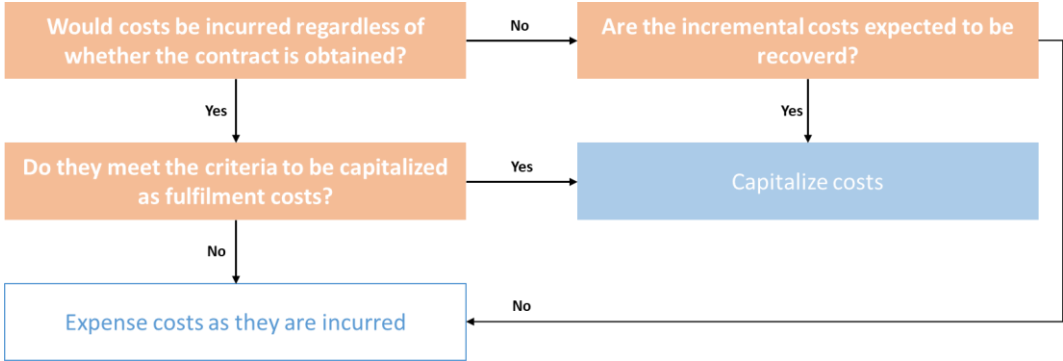 Would costs be incurred regardless of
whether the contract is obtained?
No
Are the incremental costs expected to be
recoverd?
Yes
Yes
Do they meet the criteria to be capitalized
as fulfilment costs?
Yes
Capitalize costs
No
Expense costs as they are incurred
No